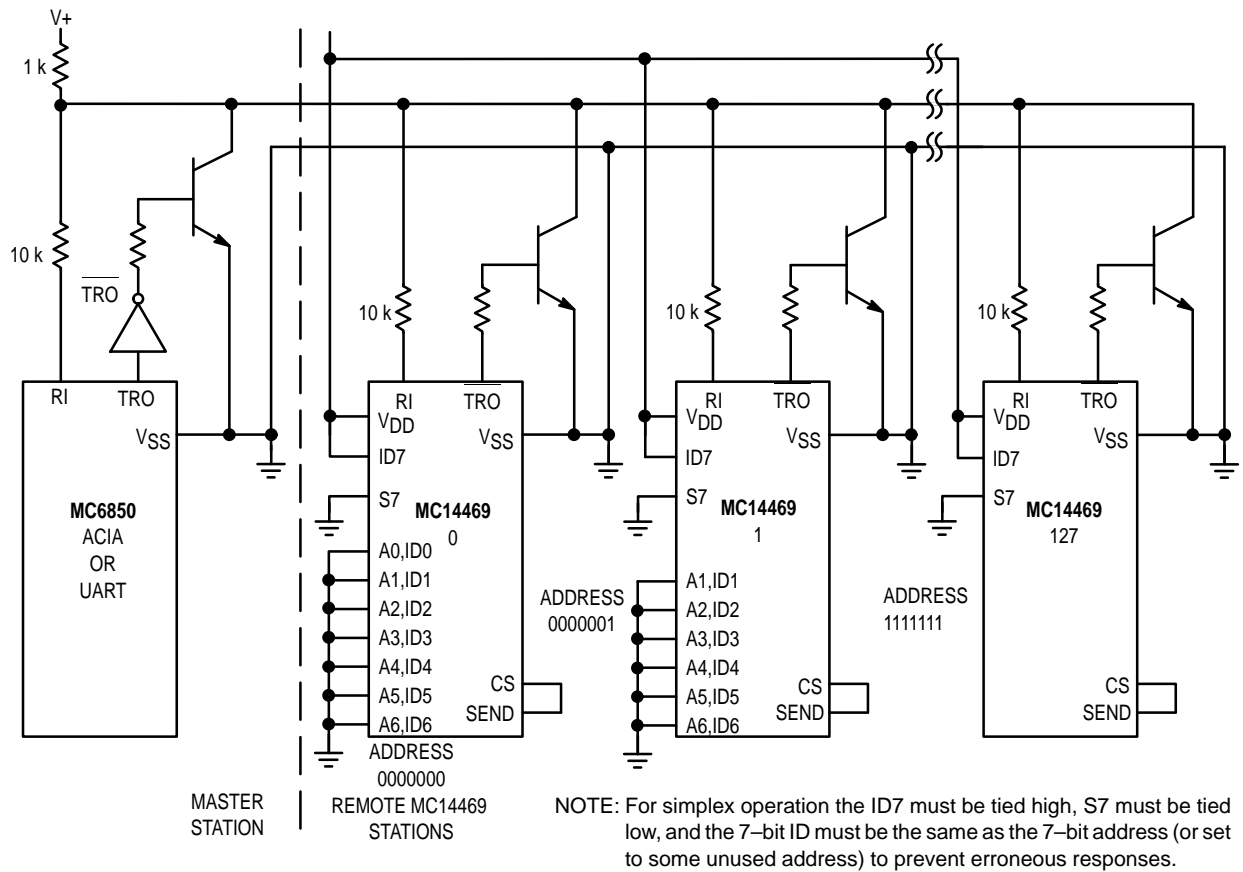 V+
1 k
10 k
TRO
RI
TRO
VSS
MC6850
ACIA
OR
UART
MASTER
STATION
10 k
RI
TRO
VDD
VSS
ID7
S7
MC14469
0
A0,ID0
A1,ID1
A2,ID2
A3,ID3
A4,ID4
A5,ID5
A6,ID6
CS
SEND
ADDRESS
0000000
REMOTE MC14469
STATIONS
10 k
RI
TRO
VDD
VSS
ID7
S7
MC14469
1
ADDRESS
0000001
A1,ID1
A2,ID2
A3,ID3
A4,ID4
A5,ID5
A6,ID6
CS
SEND
10 k
RI
TRO
VDD
VSS
ID7
S7
MC14469
127
ADDRESS
1111111
CS
SEND
NOTE: For simplex operation the ID7 must be tied high, S7 must be tied
low, and the 7–bit ID must be the same as the 7–bit address (or set
to some unused address) to prevent erroneous responses.